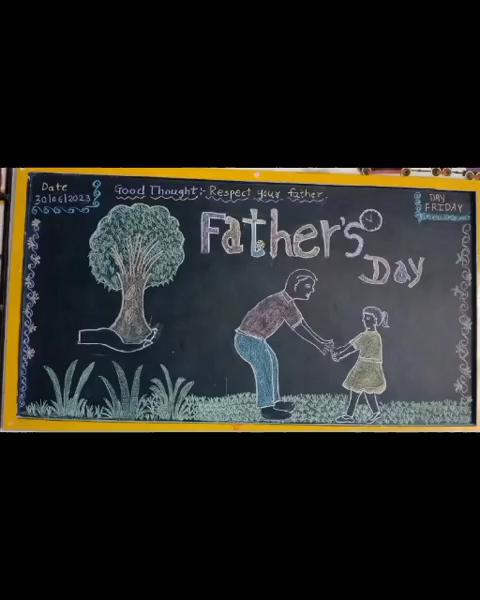 Date
30/06/2023
Good Thought:- Respect your father
DAY
FRIDAY
Father's
Day